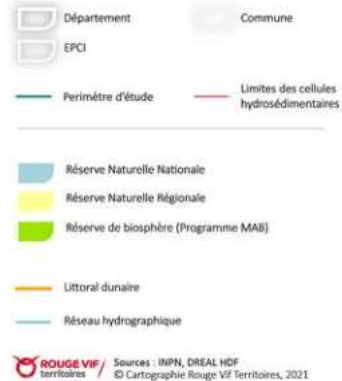 Département
Commune
EPCI
Perimètre d'étude
Limites des cellules
hydrosédimentaires
Réserve Naturelle Nationale
Réserve Naturelle Régionale
Réserve de biosphère (Programme MAB)
Littoral dunaire
Réseau hydrographique
ROUGE VIF
territoires
Sources : INPN, DREAL HDF
© Cartographie Rouge Vif Territoires, 2021